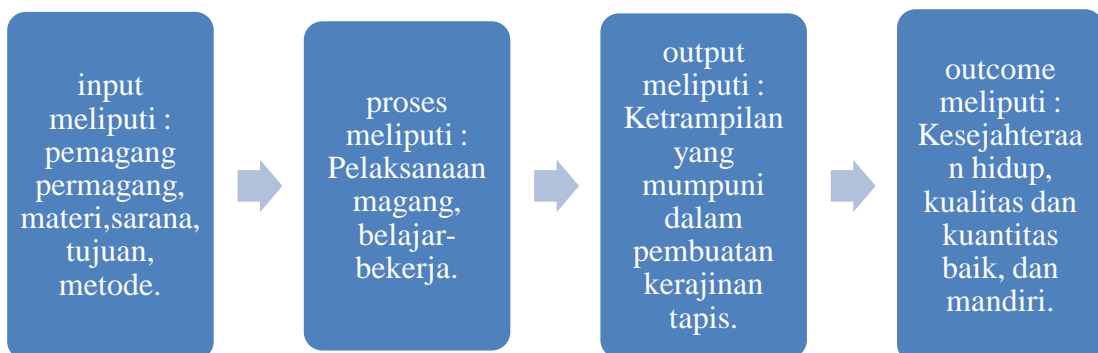 input
meliputi :
pemagang
permagang,
materi,sarana,
tujuan,
metode.
proses
meliputi :
Pelaksanaan
magang,
belajar-
bekerja.
output
meliputi :
Ketrampilan
yang
mumpuni
dalam
pembuatan
kerajinan
tapis.
outcome
meliputi :
Kesejahteraa
n hidup,
kualitas dan
kuantitas
baik, dan
mandiri.